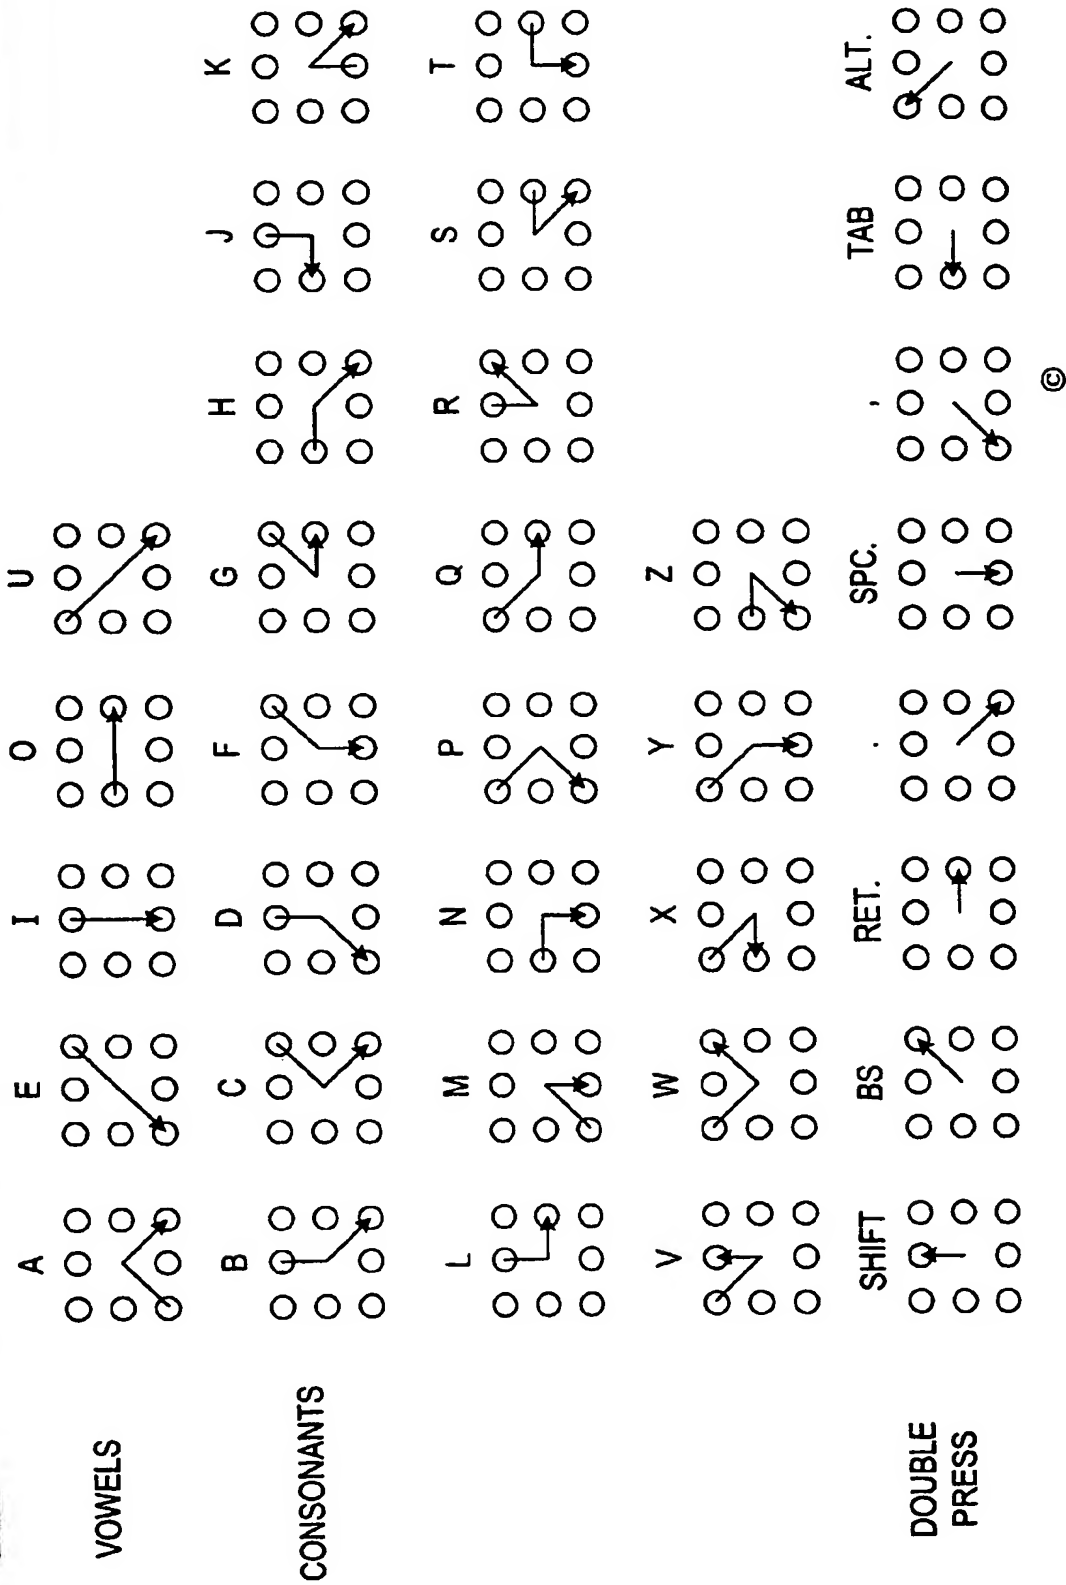 VOWELS
A E I O U
CONSONANTS
B C D F G H J K
L M N P Q R S T
V W X Y Z
DOUBLE
PRESS
SHIFT BS RET. . SPC. , TAB ALT.
©